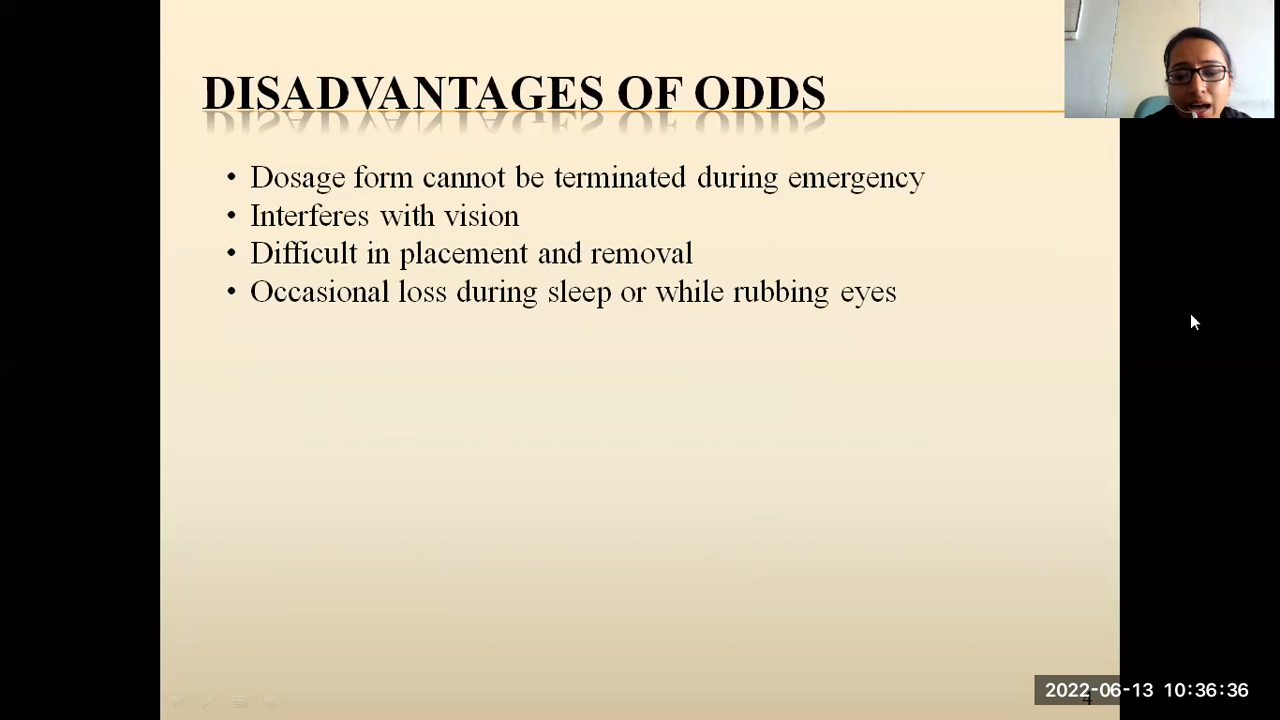 DISADVANTAGES OF ODDS
• Dosage form cannot be terminated during emergency
• Interferes with vision
• Difficult in placement and removal
• Occasional loss during sleep or while rubbing eyes
2022-06-13 10:36:36
4